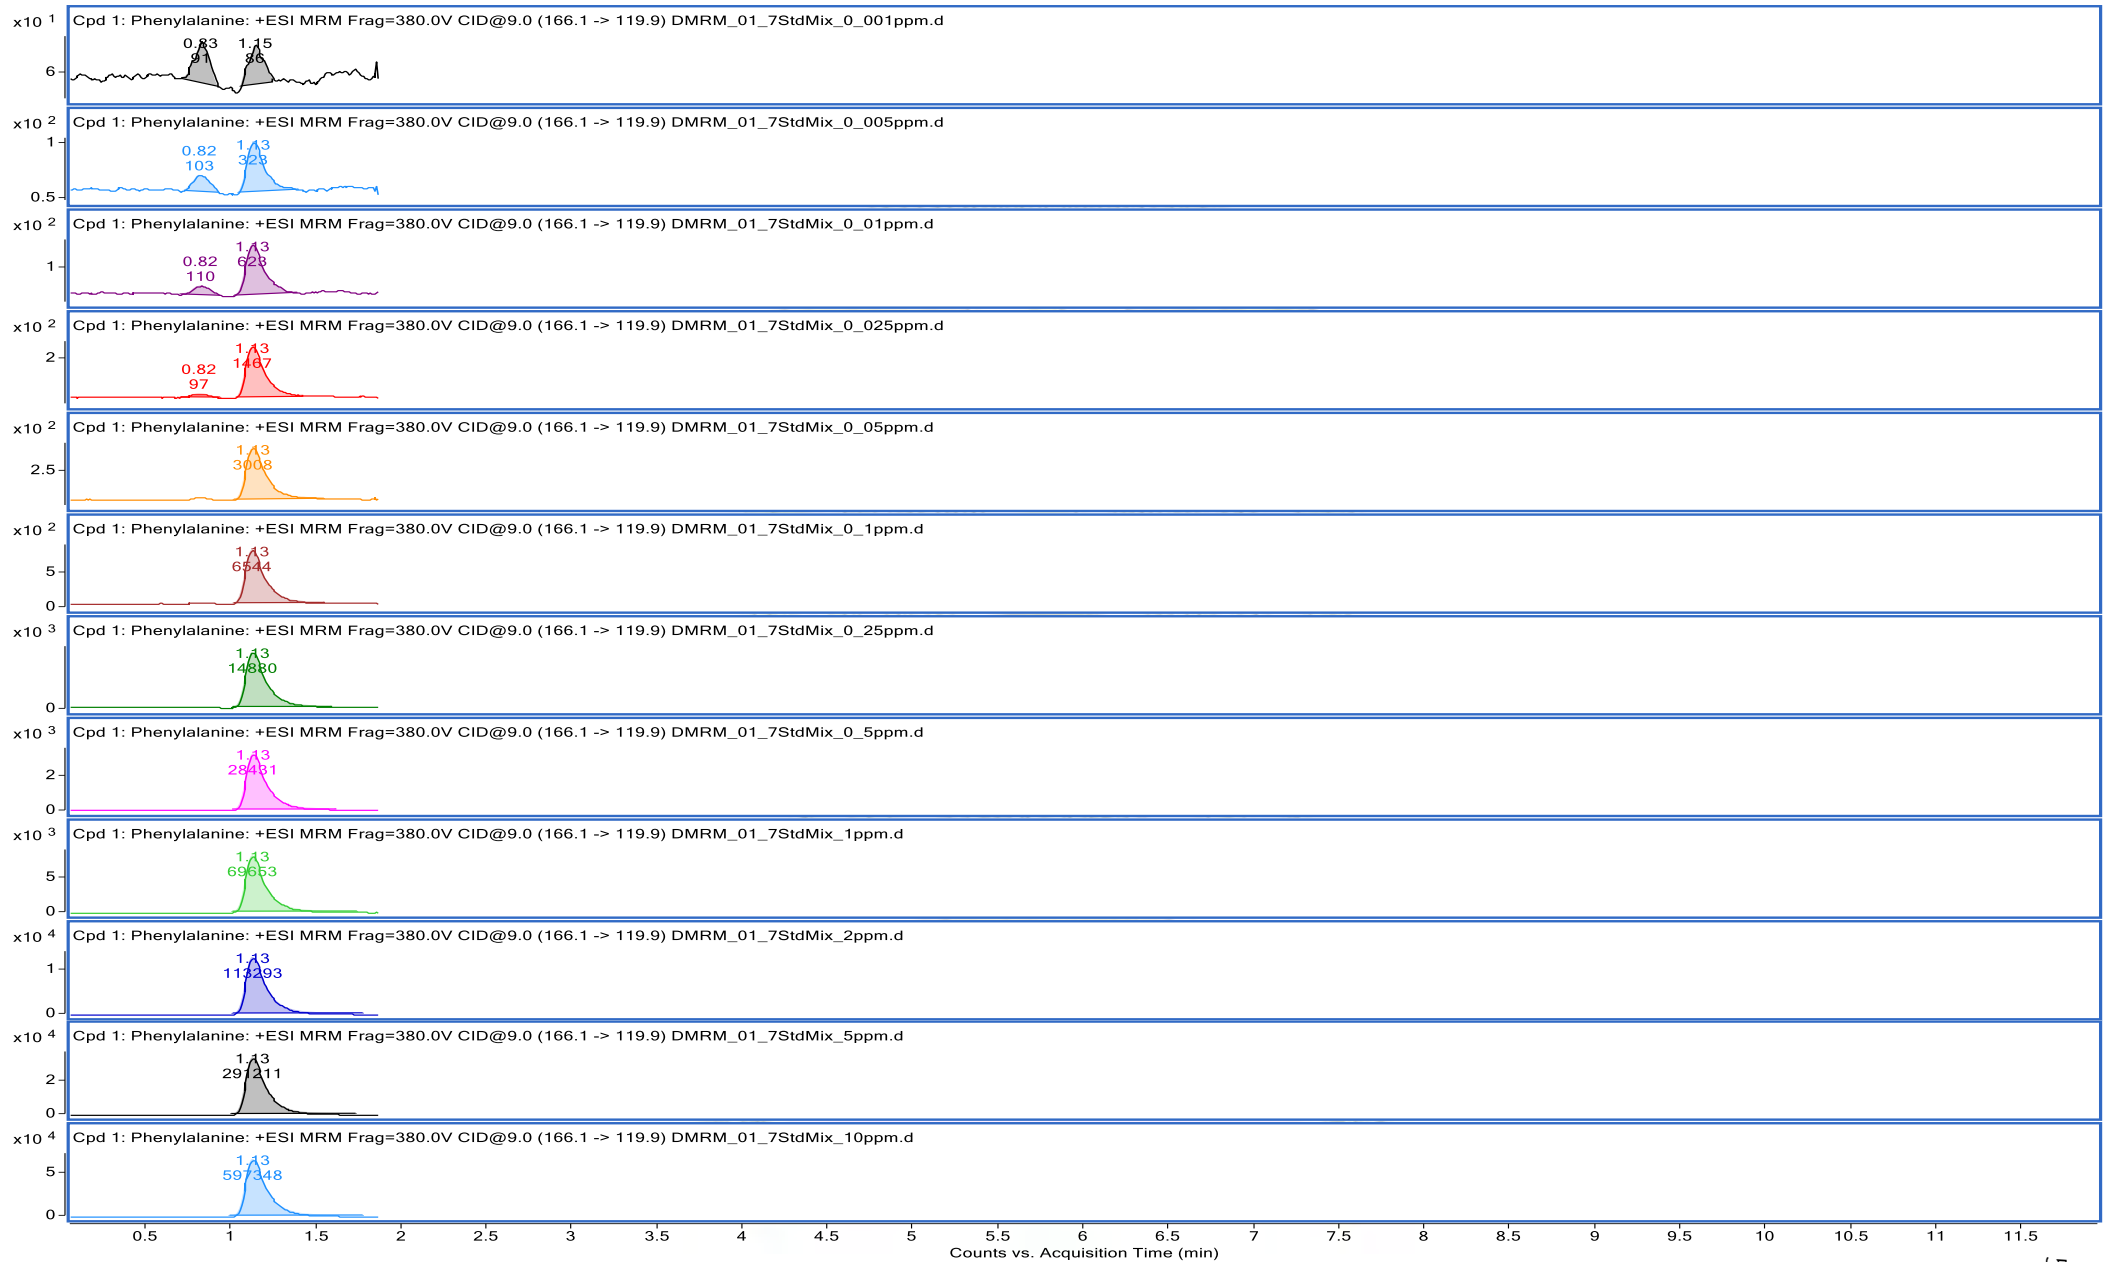 x10 1
Cpd 1: Phenylalanine: +ESI MRM Frag=380.0V CID@9.0 (166.1 -> 119.9) DMRM_01_7StdMix_0_001ppm.d
0.83
91
1.15
86
6
x10 2
Cpd 1: Phenylalanine: +ESI MRM Frag=380.0V CID@9.0 (166.1 -> 119.9) DMRM_01_7StdMix_0_005ppm.d
1
0.82
103
1.13
323
0.5
x10 2
Cpd 1: Phenylalanine: +ESI MRM Frag=380.0V CID@9.0 (166.1 -> 119.9) DMRM_01_7StdMix_0_01ppm.d
0.82
110
1.13
623
1
x10 2
Cpd 1: Phenylalanine: +ESI MRM Frag=380.0V CID@9.0 (166.1 -> 119.9) DMRM_01_7StdMix_0_025ppm.d
2
0.82
97
1.13
1467
x10 2
Cpd 1: Phenylalanine: +ESI MRM Frag=380.0V CID@9.0 (166.1 -> 119.9) DMRM_01_7StdMix_0_05ppm.d
1.13
3008
2.5
x10 2
Cpd 1: Phenylalanine: +ESI MRM Frag=380.0V CID@9.0 (166.1 -> 119.9) DMRM_01_7StdMix_0_1ppm.d
1.13
6544
5
0
x10 3
Cpd 1: Phenylalanine: +ESI MRM Frag=380.0V CID@9.0 (166.1 -> 119.9) DMRM_01_7StdMix_0_25ppm.d
1.13
14880
0
x10 3
Cpd 1: Phenylalanine: +ESI MRM Frag=380.0V CID@9.0 (166.1 -> 119.9) DMRM_01_7StdMix_0_5ppm.d
1.13
28431
2
0
x10 3
Cpd 1: Phenylalanine: +ESI MRM Frag=380.0V CID@9.0 (166.1 -> 119.9) DMRM_01_7StdMix_1ppm.d
1.13
69653
5
0
x10 4
Cpd 1: Phenylalanine: +ESI MRM Frag=380.0V CID@9.0 (166.1 -> 119.9) DMRM_01_7StdMix_2ppm.d
1.13
113293
1
0
x10 4
Cpd 1: Phenylalanine: +ESI MRM Frag=380.0V CID@9.0 (166.1 -> 119.9) DMRM_01_7StdMix_5ppm.d
1.13
291211
2
0
x10 4
Cpd 1: Phenylalanine: +ESI MRM Frag=380.0V CID@9.0 (166.1 -> 119.9) DMRM_01_7StdMix_10ppm.d
1.13
597348
5
0
0.5 1 1.5 2 2.5 3 3.5 4 4.5 5 5.5 6 6.5 7 7.5 8 8.5 9 9.5 10 10.5 11 11.5
Counts vs. Acquisition Time (min)